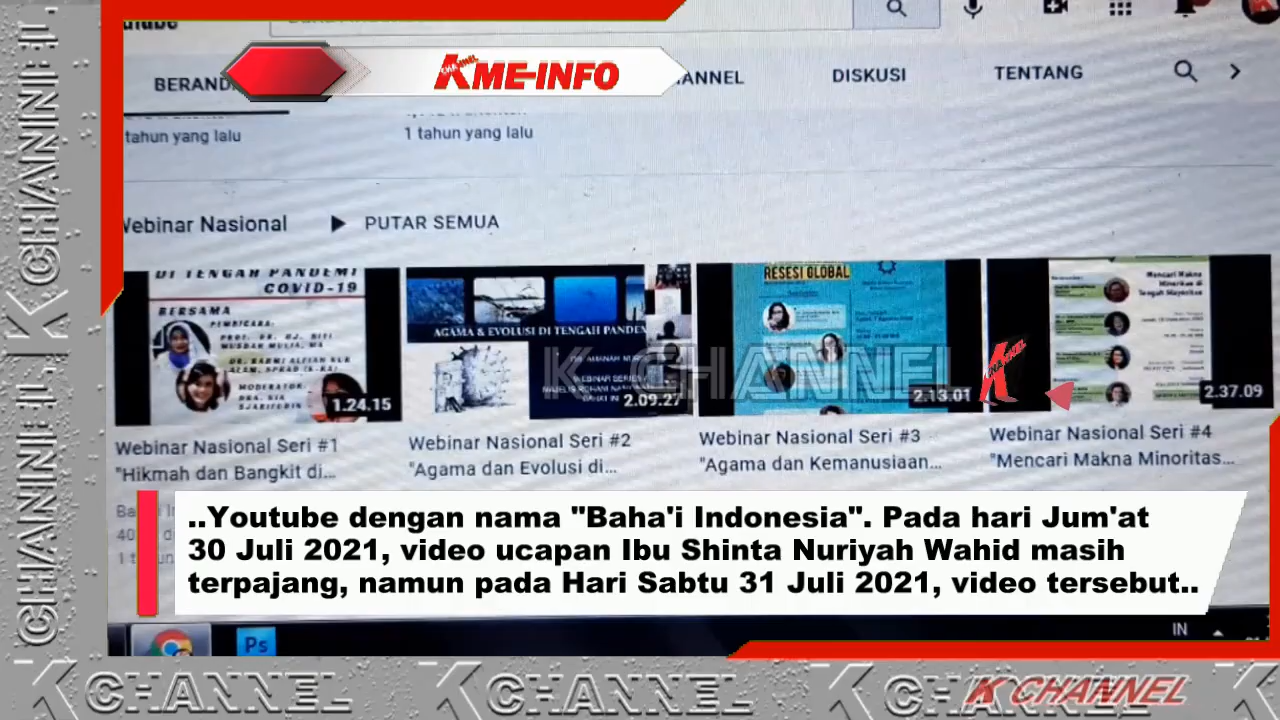 KME-INFO
DISKUSI
TENTANG
tahun yang lalu
1 tahun yang lalu
Webinar Nasional
PUTAR SEMUA
DI TENGAH PANDEMI
COVID-19
BERSAMA
PEMBICARA:
MODERATOR:
1.24.15
AGAMA & EVOLUSI DI TENGAH
2.09.27
RESESI GLOBAL
2.13.01
Mencari Makna
Minoritas di
Tengah Mayoritas
2.37.09
K CHANNEL
Webinar Nasional Seri #1
"Hikmah dan Bangkit di...
Webinar Nasional Seri #2
"Agama dan Evolusi di...
Webinar Nasional Seri #3
"Agama dan Kemanusiaan...
Webinar Nasional Seri #4
"Mencari Makna Minoritas...
..Youtube dengan nama "Baha'i Indonesia". Pada hari Jum'at
30 Juli 2021, video ucapan Ibu Shinta Nuriyah Wahid masih
terpajang, namun pada Hari Sabtu 31 Juli 2021, video tersebut..
Ps
IN
K CHANNEL
K CHANNEL
K CHANNEL